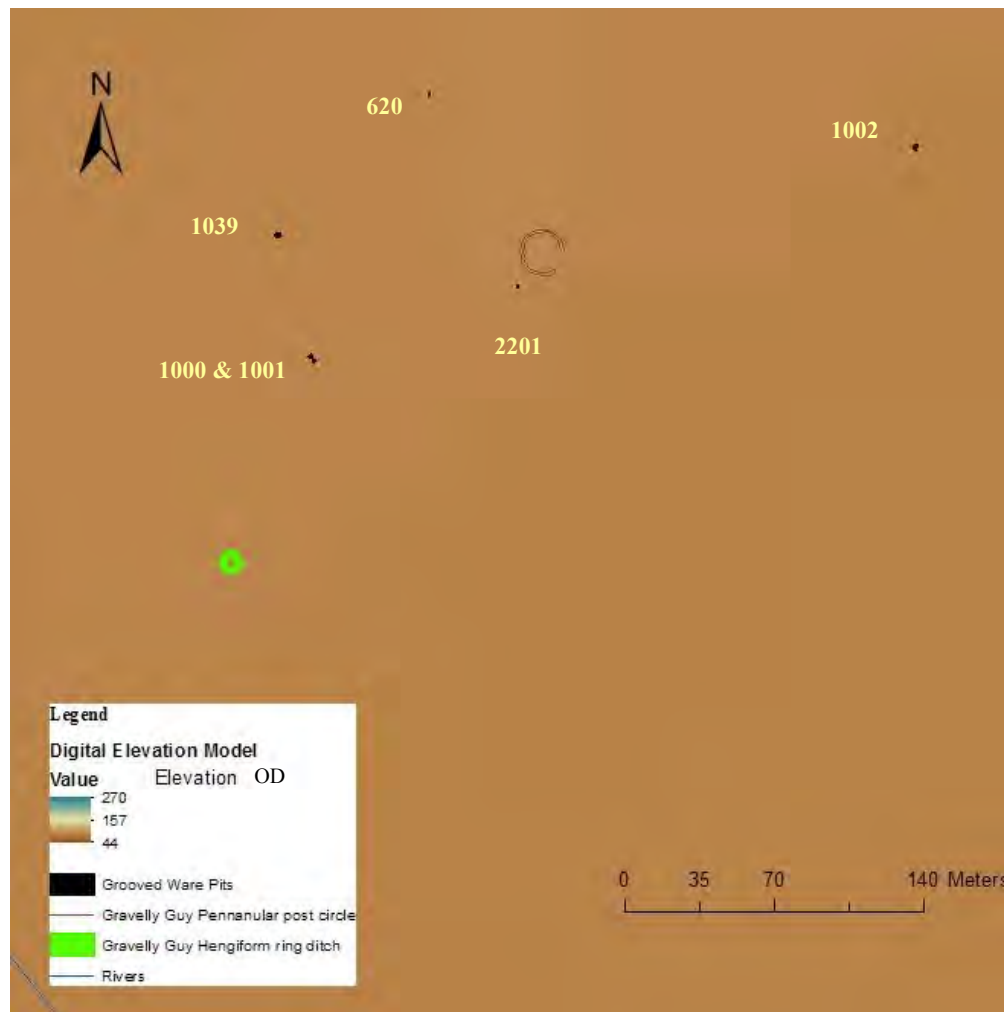 N
620
1002
1039
2201
1000 & 1001
Legend
Digital Elevation Model
Value Elevation OD
270
157
44
Grooved Ware Pits
Gravelly Guy Pennanular post circle
Gravelly Guy Hengiform ring ditch
Rivers
0 35 70 140 Meters